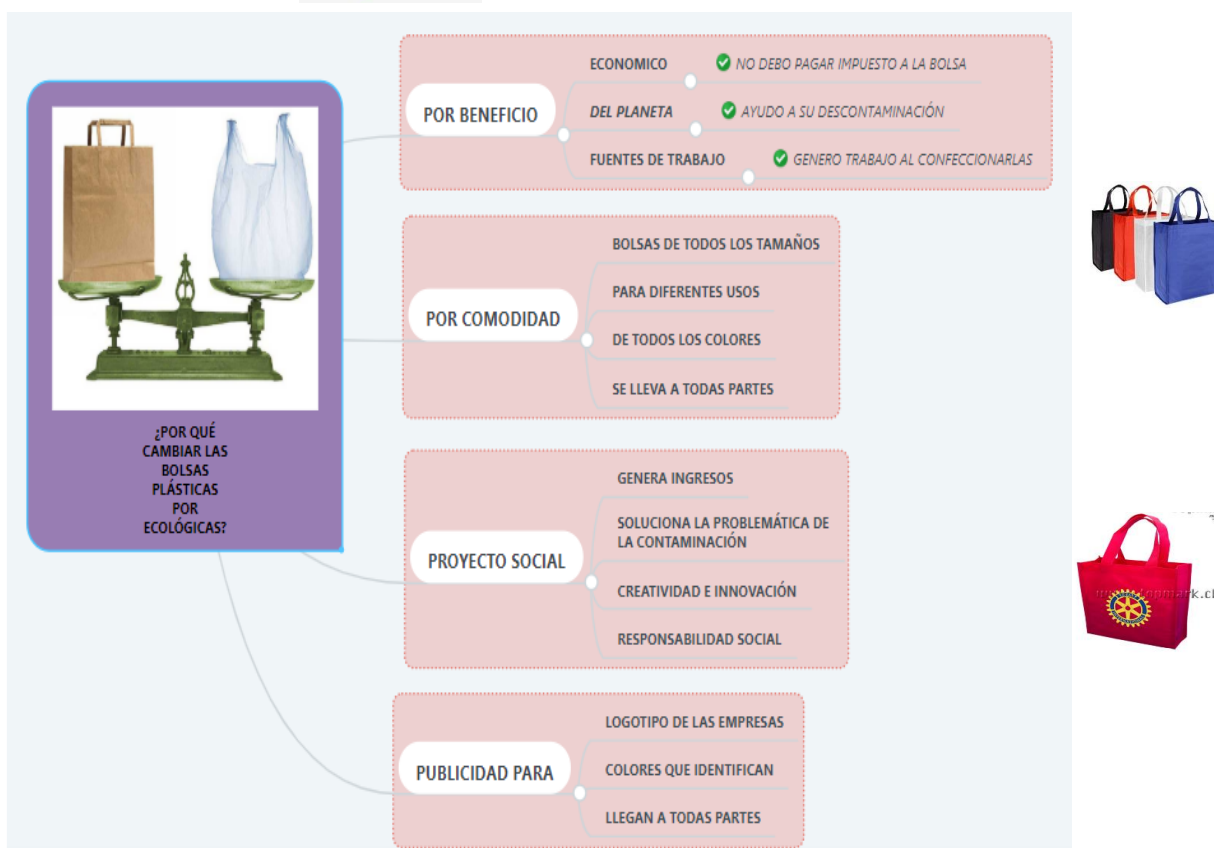 ¿POR QUÉ
CAMBIAR LAS
BOLSAS
PLÁSTICAS
POR
ECOLÓGICAS?
POR BENEFICIO
ECONOMICO
NO DEBO PAGAR IMPUESTO A LA BOLSA
DEL PLANETA
AYUDO A SU DESCONTAMINACIÓN
FUENTES DE TRABAJO
GENERO TRABAJO AL CONFECCIONARLAS
POR COMODIDAD
BOLSAS DE TODOS LOS TAMAÑOS
PARA DIFERENTES USOS
DE TODOS LOS COLORES
SE LLEVA A TODAS PARTES
PROYECTO SOCIAL
GENERA INGRESOS
SOLUCIONA LA PROBLEMÁTICA DE
LA CONTAMINACIÓN
CREATIVIDAD E INNOVACIÓN
RESPONSABILIDAD SOCIAL
PUBLICIDAD PARA
LOGOTIPO DE LAS EMPRESAS
COLORES QUE IDENTIFICAN
LLEGAN A TODAS PARTES